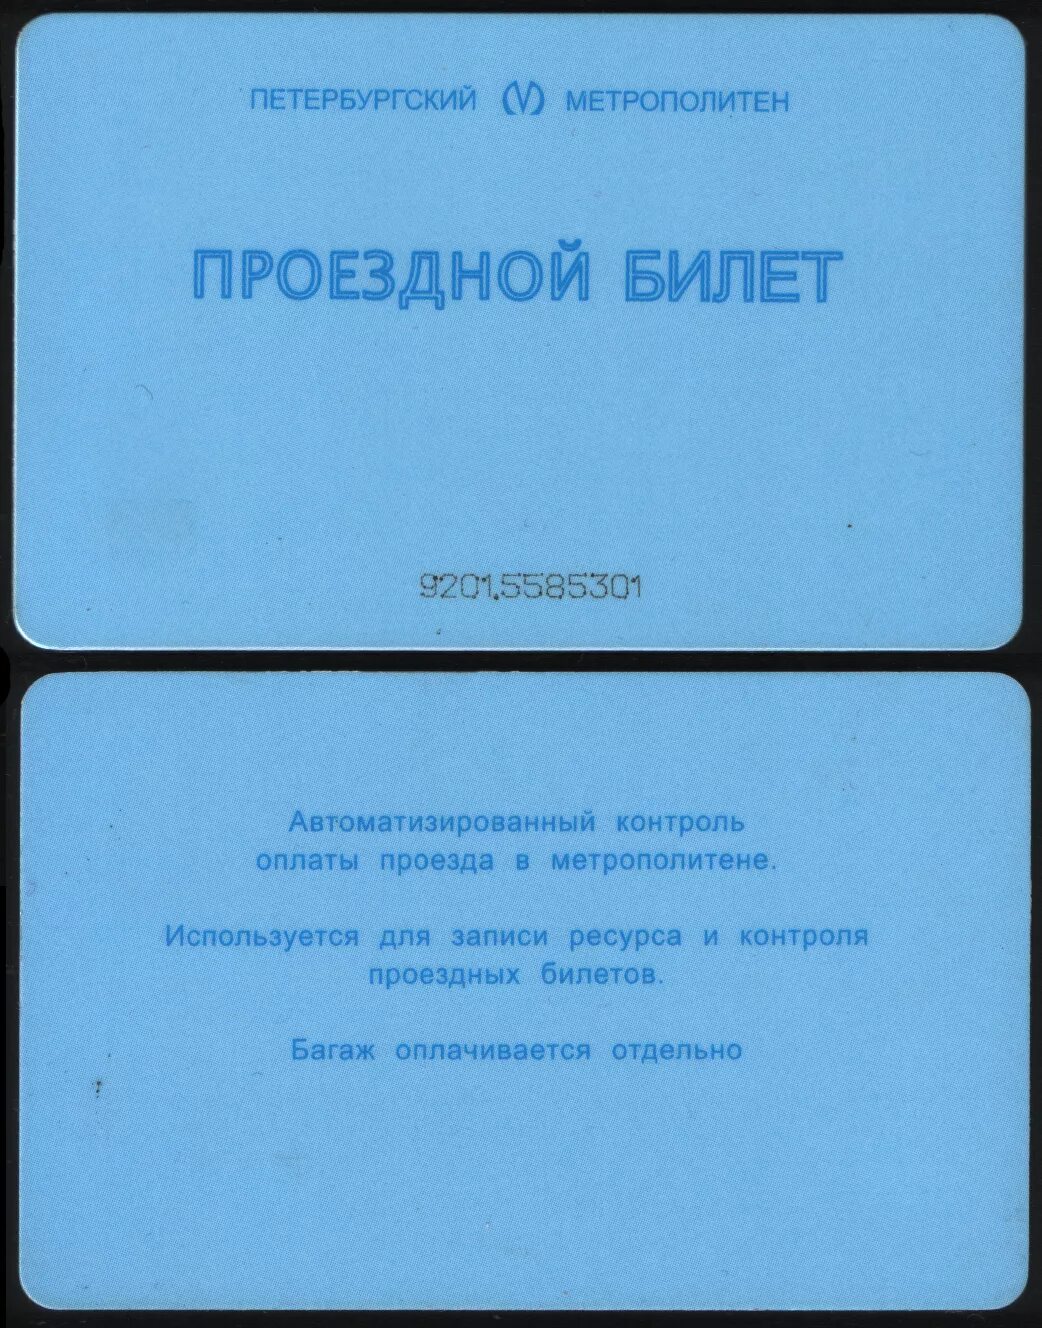 ПЕТЕРБУРГСКИЙ МЕТРОПОЛИТЕН
ПРОЕЗДНОЙ БИЛЕТ
9201.5585301
Автоматизированный контроль
оплаты проезда в метрополитене.
Используется для записи ресурса и контроля
проездных билетов.
Багаж оплачивается отдельно